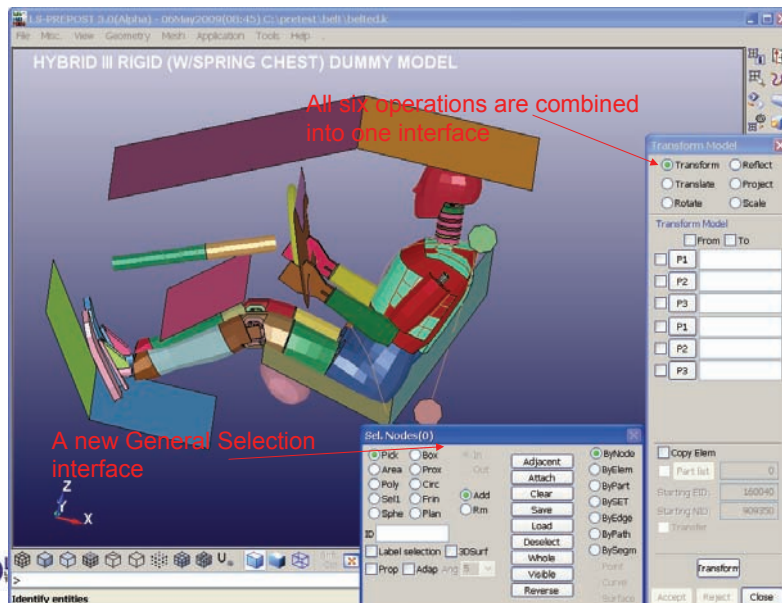 LS-PREPOST 3.0(Alpha) - 06May2009(08:45) C:\pretest\belt\belted.k
File Misc. View Geometry Mesh Application Tools Help .
HYBRID III RIGID (W/SPRING CHEST) DUMMY MODEL
All six operations are combined
into one interface
Transform Model
Transform Reflect
Translate Project
Rotate Scale
Transform Model
From To
P1
P2
P3
P1
P2
P3
A new General Selection
interface
Z
Y
X
Sel. Nodes(0)
Pick Box In Adjacent ByNode
Area Prox Out Attach ByElem
Poly Circ Clear ByPart
Sel1 Frin Add Save BySET
Sphe Plan Rm Load ByEdge
ID Deselect ByPath
Label selection 3DSurf Whole BySegm
Prop Adap Ang 5 Visible Point
Reverse Curve
Surface
Copy Elem
Part list 0
Starting EID: 160040
Starting NID: 909350
Transfer
Transform
Accept Reject Close
>
Identify entities